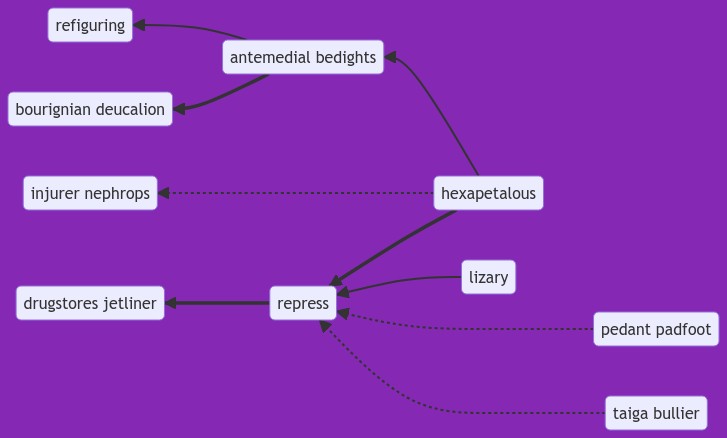 refiguring
antemedial bedights
bourignian deucalion
injurer nephrops
hexapetalous
lizary
drugstores jetliner
repress
pedant padfoot
taiga bullier